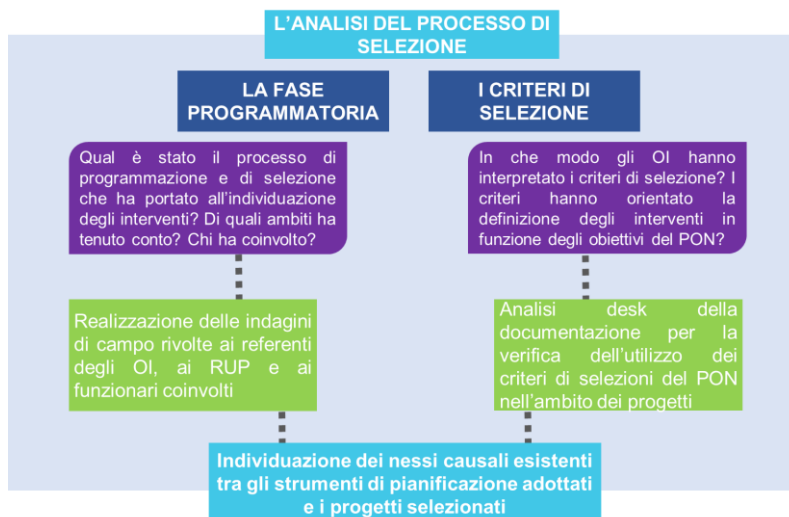 L'ANALISI DEL PROCESSO DI
SELEZIONE
LA FASE
PROGRAMMATORIA
I CRITERI DI
SELEZIONE
Qual è stato il processo di
programmazione e di selezione
che ha portato all'individuazione
degli interventi? Di quali ambiti ha
tenuto conto? Chi ha coinvolto?
In che modo gli OI hanno
interpretato i criteri di selezione? I
criteri hanno orientato la
definizione degli interventi in
funzione degli obiettivi del PON?
Realizzazione delle indagini
di campo rivolte ai referenti
degli OI, ai RUP e ai
funzionari coinvolti
Analisi desk della
documentazione per la
verifica dell'utilizzo dei
criteri di selezioni del PON
nell'ambito dei progetti
Individuazione dei nessi causali esistenti
tra gli strumenti di pianificazione adottati
e i progetti selezionati